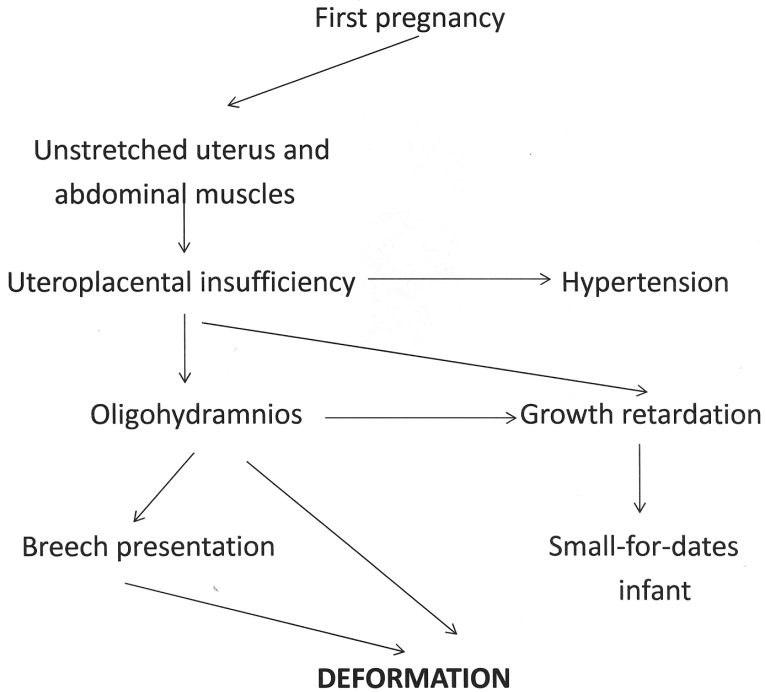 First pregnancy
Unstretched uterus and
abdominal muscles
Uteroplacental insufficiency
Hypertension
Oligohydramnios
Growth retardation
Breech presentation
Small-for-dates
infant
DEFORMATION